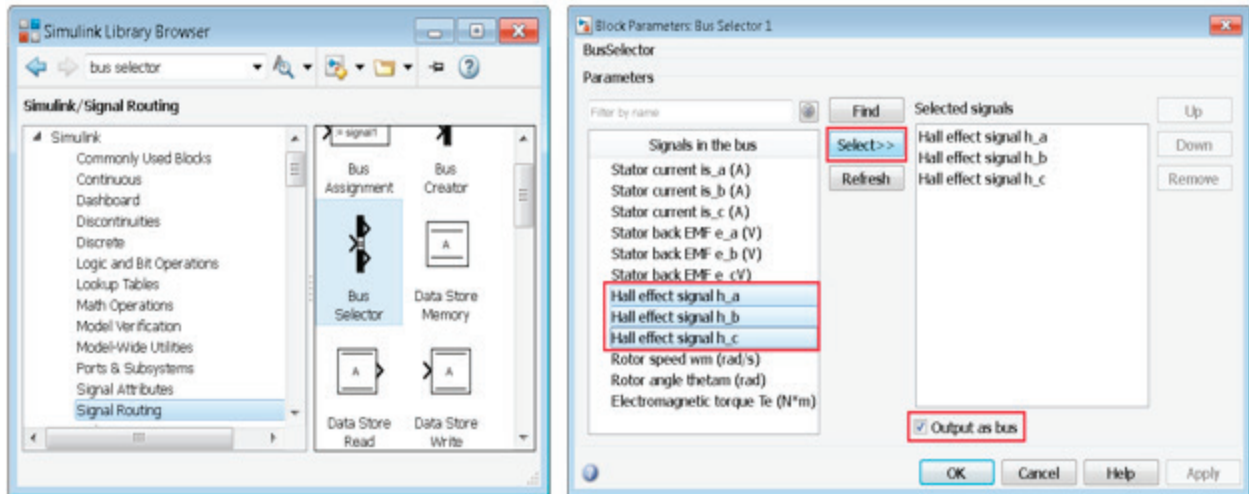 Simulink Library Browser
bus selector
Simulink/Signal Routing
Simulink
Commonly Used Blocks
Continuous
Dashboard
Discontinuities
Discrete
Logic and Bit Operations
Lookup Tables
Math Operations
Model Verification
Model-Wide Utilities
Ports & Subsystems
Signal Attributes
Signal Routing
= signal1
Bus
Assignment
Bus
Creator
Bus
Selector
A
Data Store
Memory
A
Data Store
Read
A
Data Store
Write
Block Parameters: Bus Selector 1
BusSelector
Parameters
Filter by name
Find
Select>>
Refresh
Signals in the bus
Stator current is_a (A)
Stator current is_b (A)
Stator current is_c (A)
Stator back EMF e_a (V)
Stator back EMF e_b (V)
Stator back EMF e_cV)
Hall effect signal h_a
Hall effect signal h_b
Hall effect signal h_c
Rotor speed wm (rad/s)
Rotor angle thetam (rad)
Electromagnetic torque Te (N*m)
Selected signals
Hall effect signal h_a
Hall effect signal h_b
Hall effect signal h_c
Up
Down
Remove
Output as bus
OK
Cancel
Help
Apply